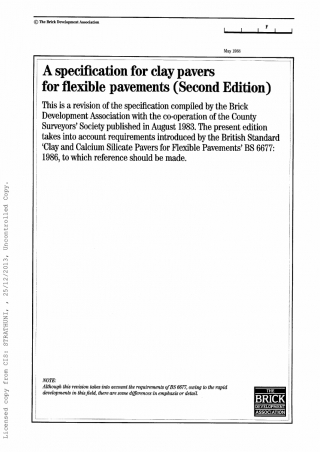 © The Brick Development Association
F
May 1988
A specification for clay pavers
for flexible pavements (Second Edition)
This is a revision of the specification compiled by the Brick
Development Association with the co-operation of the County
Surveyors' Society published in August 1983. The present edition
takes into account requirements introduced by the British Standard
'Clay and Calcium Silicate Pavers for Flexible Pavements' BS 6677:
1986, to which reference should be made.
NOTE:
Although this revision takes into account the requirements of BS 6677, owing to the rapid
developments in this field, there are some differences in emphasis or detail.
THE
BRICK
DEVELOPMENT
ASSOCIATION
Licensed copy from CIS: STRATHUNI, , 25/12/2013, Uncontrolled Copy.